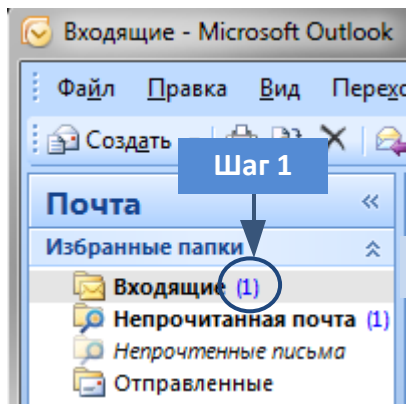 Входящие - Microsoft Outlook
Файл Правка Вид
Создать
Шаг 1
Почта «
Избранные папки
Входящие (1)
Непрочитанная почта (1)
Непрочтенные письма
Отправленные